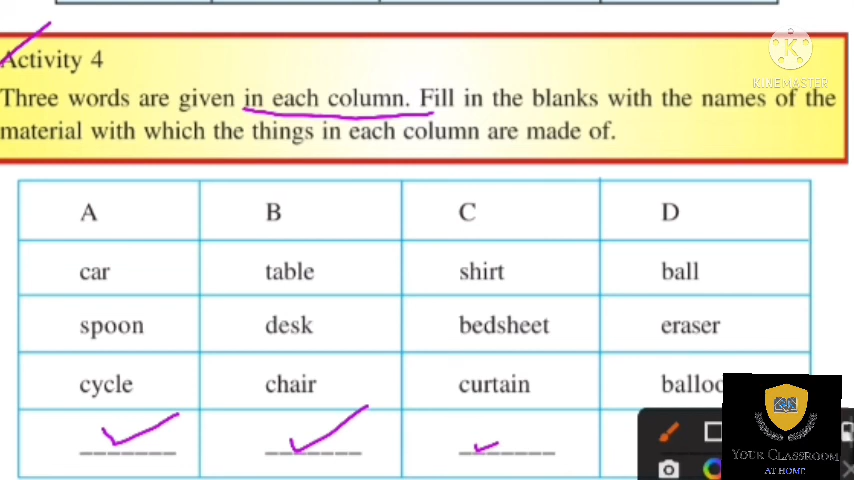 Activity 4
KINEMASTER
Three words are given in each column. Fill in the blanks with the names of the
material with which the things in each column are made of.
A B C D
car table shirt ball
spoon desk bedsheet eraser
cycle chair curtain balloo
YOUR CLASSROOM
AT HOME